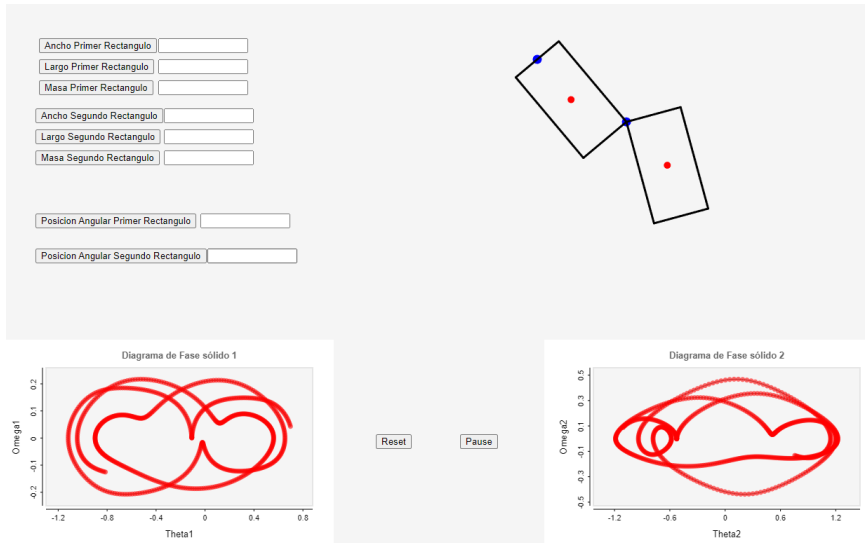 Ancho Primer Rectangulo
Largo Primer Rectangulo
Masa Primer Rectangulo
Ancho Segundo Rectangulo
Largo Segundo Rectangulo
Masa Segundo Rectangulo
Posicion Angular Primer Rectangulo
Posicion Angular Segundo Rectangulo
Diagrama de Fase sólido 1
Omega1
0.2
0.1
0
-0.1
-0.2
-1.2 -0.8 -0.4 0 0.4 0.8
Theta1
Reset Pause
Diagrama de Fase sólido 2
Omega2
0.5
0.3
0.1
-0.1
-0.3
-0.5
-1.2 -0.6 0 0.6 1.2
Theta2